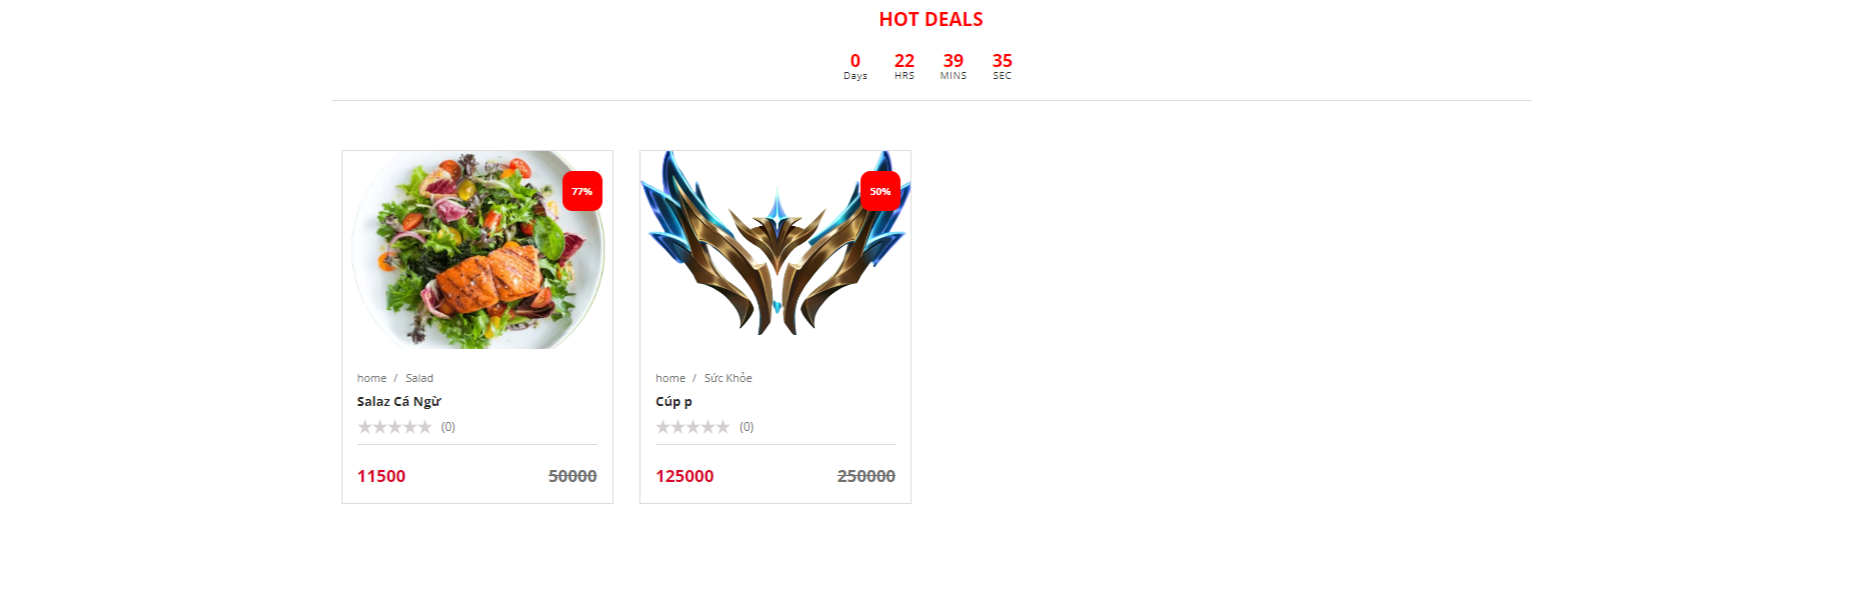 HOT DEALS
0 22 39 35
Days HRS MINS SEC
77%
home / Salad
Salaz Cá Ngừ
(0)
11500 50000
50%
home / Sức Khỏe
Cúp p
(0)
125000 250000